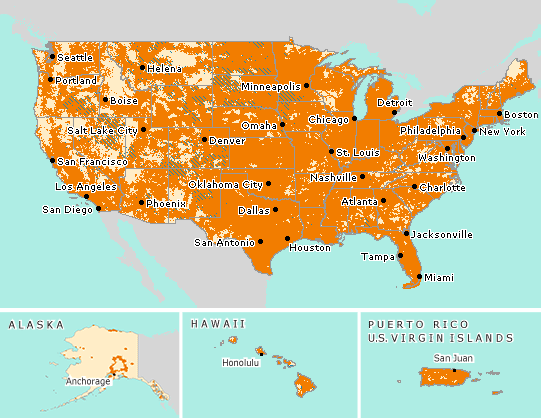 Seattle
Portland
Helena
Boise
Minneapolis
Detroit
Boston
Chicago
Omaha
Salt Lake City
Philadelphia
New York
Denver
St. Louis
Washington
San Francisco
Nashville
Los Angeles
Oklahoma City
Charlotte
San Diego
Phoenix
Dallas
Atlanta
San Antonio
Houston
Jacksonville
Tampa
Miami
ALASKA
Anchorage
HAWAII
Honolulu
PUERTO RICO
U.S. VIRGIN ISLANDS
San Juan